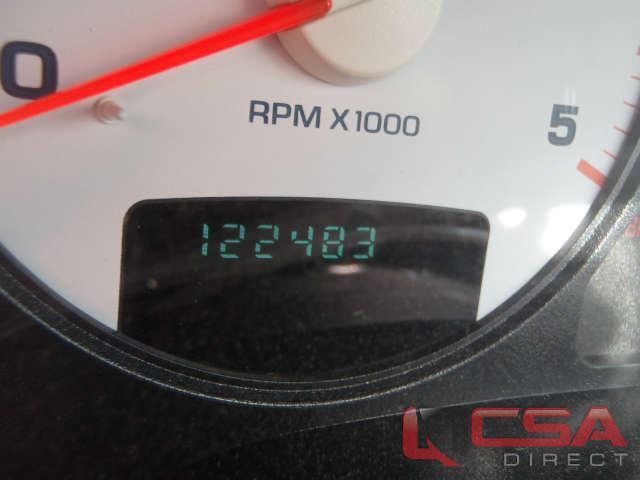 0
RPM X1000
5
122483
CSA
DIRECT